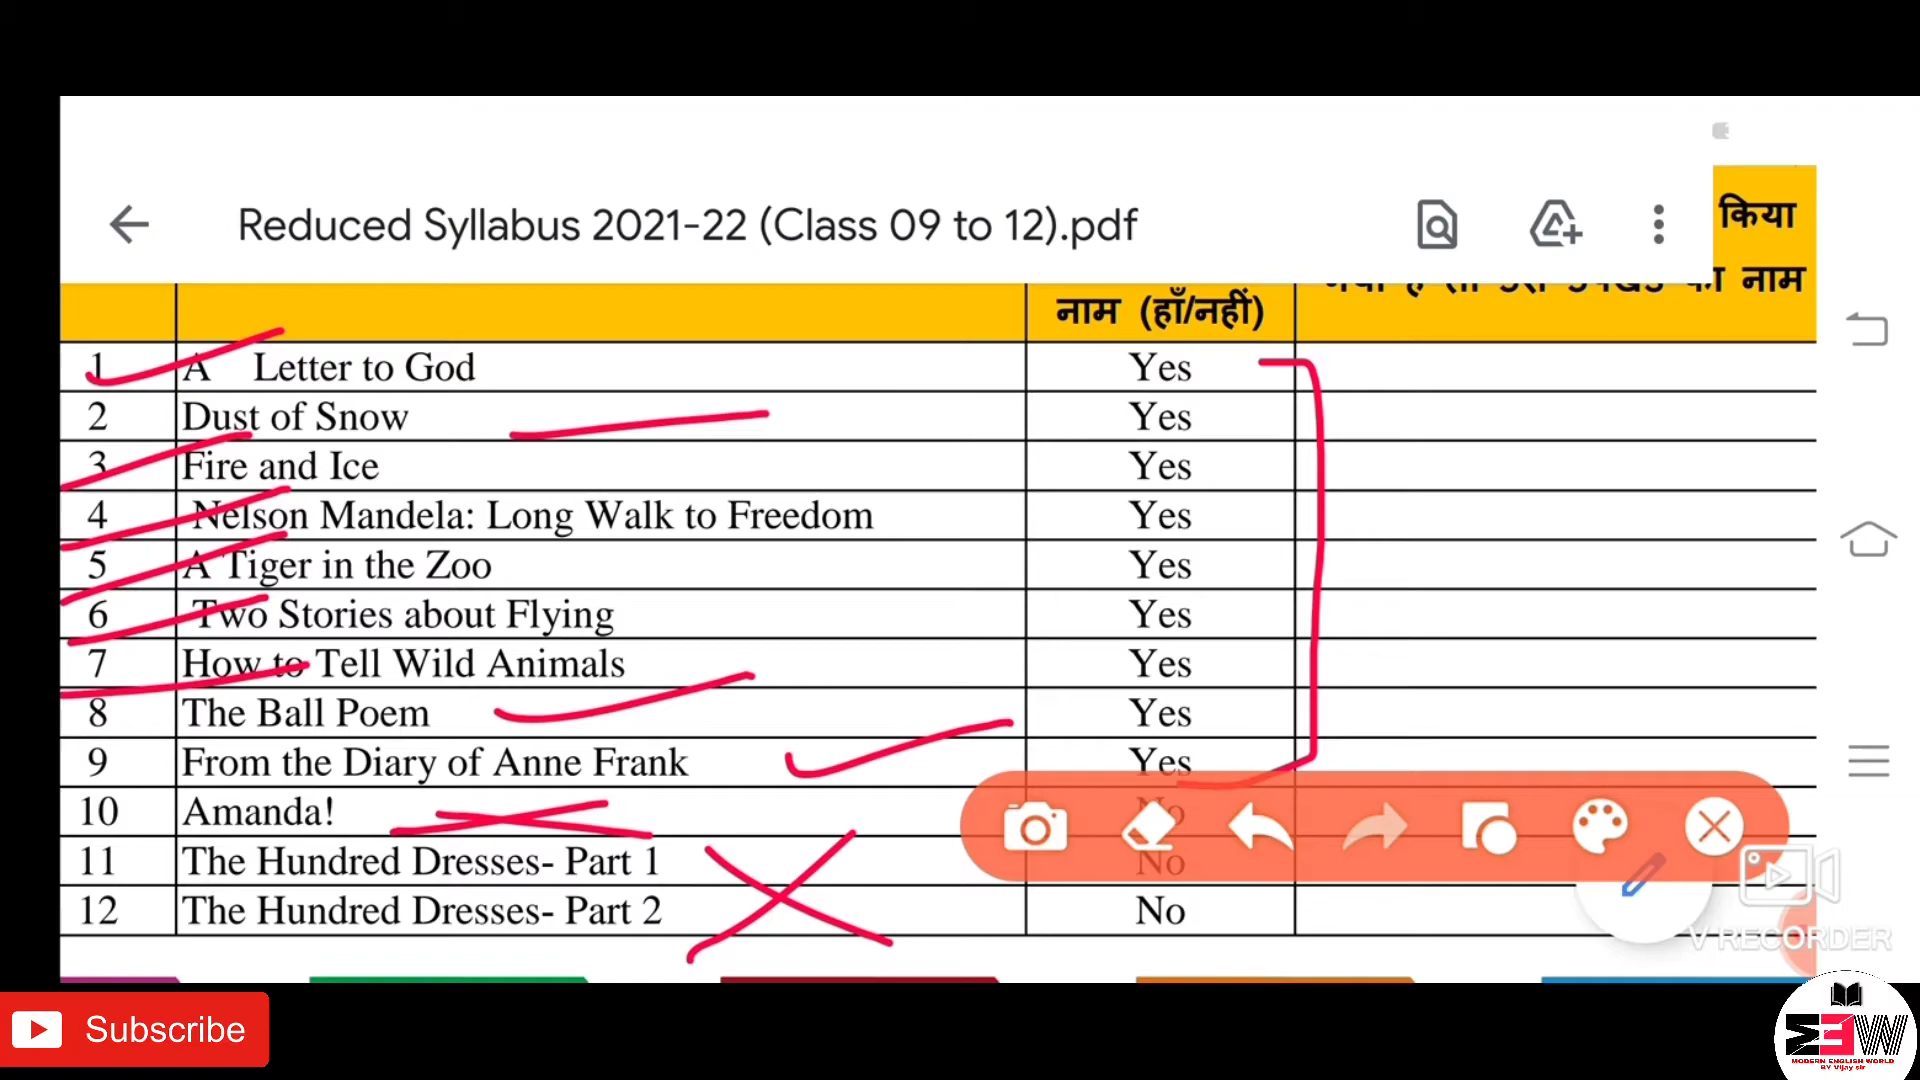 Reduced Syllabus 2021-22 (Class 09 to 12).pdf
किया
नाम
नाम (हाँ/नहीं)
1 A Letter to God Yes
2 Dust of Snow Yes
3 Fire and Ice Yes
4 Nelson Mandela: Long Walk to Freedom Yes
5 A Tiger in the Zoo Yes
6 Two Stories about Flying Yes
7 How to Tell Wild Animals Yes
8 The Ball Poem Yes
9 From the Diary of Anne Frank Yes
10 Amanda! No
11 The Hundred Dresses- Part 1 No
12 The Hundred Dresses- Part 2 No
V RECORDER
Subscribe
MODERN ENGLISH WORLD
BY Vijay sir